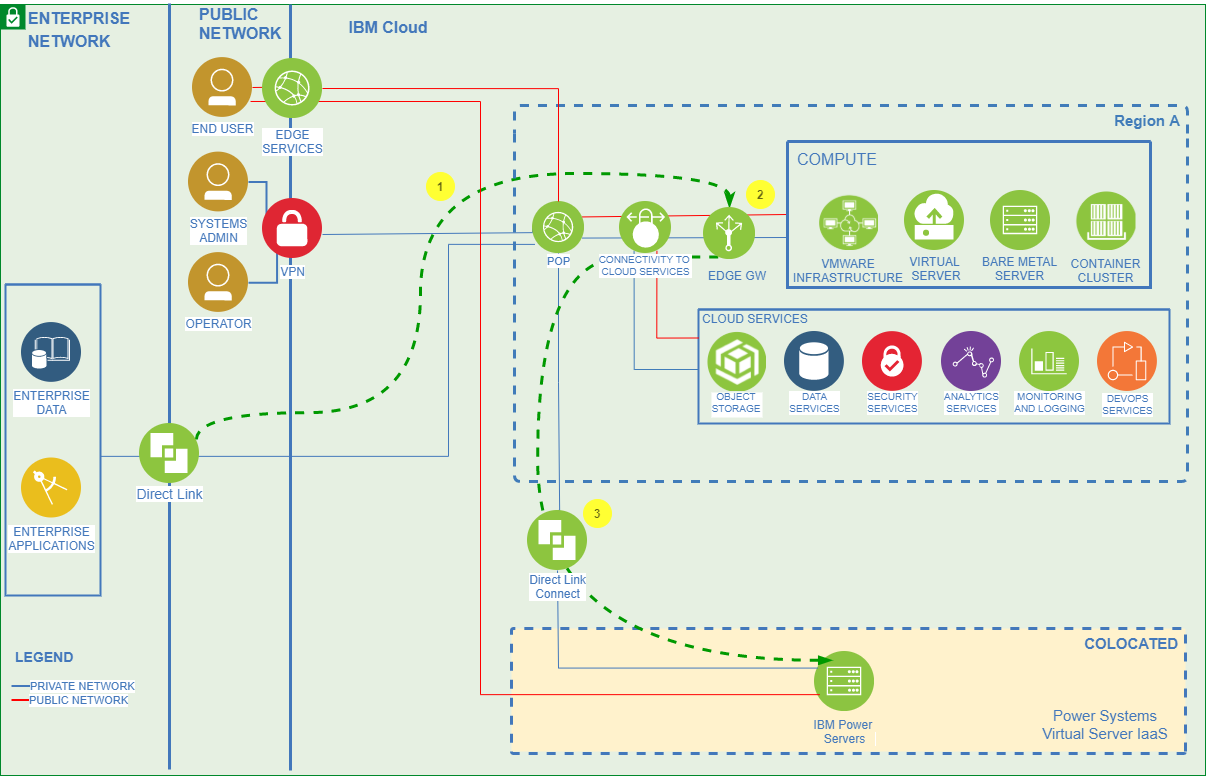 ENTERPRISE
NETWORK
PUBLIC
NETWORK
IBM Cloud
END USER
EDGE
SERVICES
SYSTEMS
ADMIN
VPN
OPERATOR
ENTERPRISE
DATA
ENTERPRISE
APPLICATIONS
Direct Link
1
2
3
Region A
COMPUTE
VMWARE
INFRASTRUCTURE
VIRTUAL
SERVER
BARE METAL
SERVER
CONTAINER
CLUSTER
POP
CONNECTIVITY TO
CLOUD SERVICES
EDGE GW
CLOUD SERVICES
OBJECT
STORAGE
DATA
SERVICES
SECURITY
SERVICES
ANALYTICS
SERVICES
MONITORING
AND LOGGING
DEVOPS
SERVICES
Direct Link
Connect
COLOCATED
IBM Power
Servers
Power Systems
Virtual Server IaaS
LEGEND
PRIVATE NETWORK
PUBLIC NETWORK